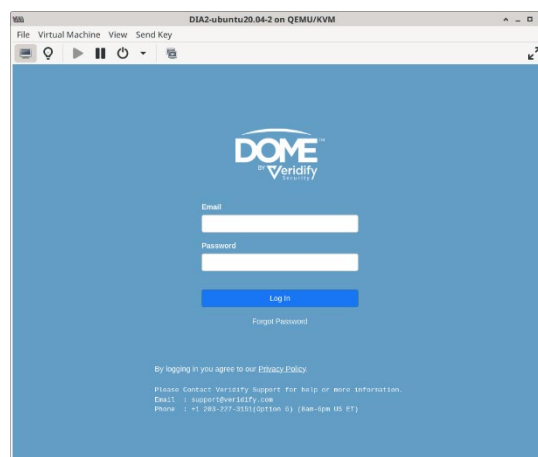 DIA2-ubuntu20.04-2 on QEMU/KVM
File Virtual Machine View Send Key
DOME™
BY Veridify
Security
Email
Password
Log In
Forgot Password
By logging in you agree to our Privacy Policy.
Please Contact Veridify Support for help or more information.
Email : support@veridify.com
Phone : +1 203-227-3151(Option 6) (8am-6pm US ET)